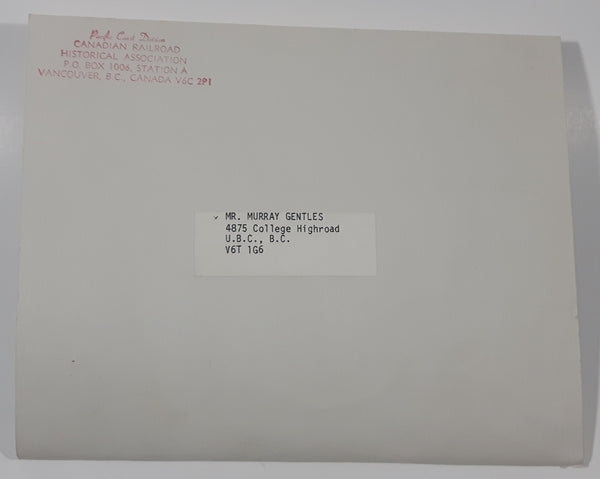 Pacific Coast Division
CANADIAN RAILROAD
HISTORICAL ASSOCIATION
P.O. BOX 1006, STATION A
VANCOUVER, B.C., CANADA V6C 2P1
MR. MURRAY GENTLES
4875 College Highroad
U.B.C., B.C.
V6T 1G6